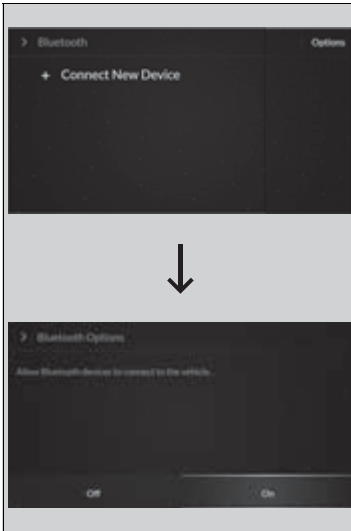 > Bluetooth
Options
+ Connect New Device
> Bluetooth Options
Allow Bluetooth devices to connect to the vehicle.
Off
On